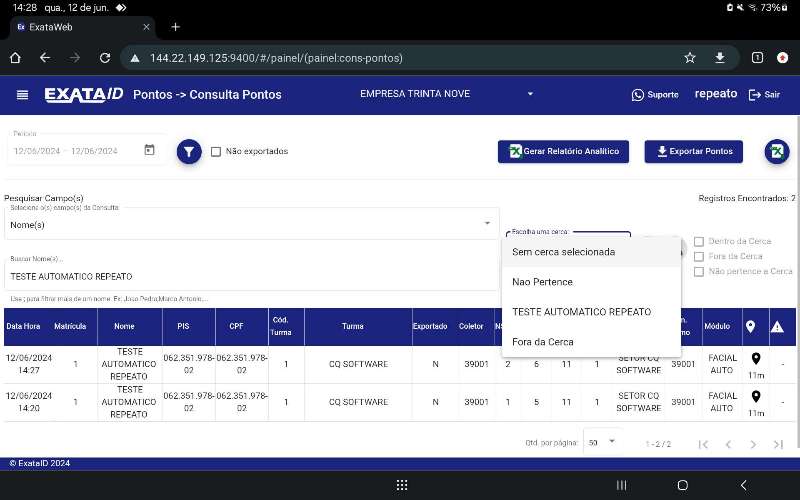 14:28 qua., 12 de jun. 73%
Ex ExataWeb
144.22.149.125:9400/#/painel/(painel:cons-pontos)
1
EXATAID Pontos -> Consulta Pontos EMPRESA TRINTA NOVE Suporte repeato Sair
Período
12/06/2024 – 12/06/2024
Não exportados
Gerar Relatório Analítico
Exportar Pontos
Pesquisar Campo(s)
Registros Encontrados: 2
Selecione o(s) campo(s) da Consulta
Nome(s)
Escolha uma cerca:
Sem cerca selecionada
Nao Pertence
TESTE AUTOMATICO REPEATO
Fora da Cerca
Dentro da Cerca
Fora da Cerca
Não pertence a Cerca
Buscar Nome(s)...
TESTE AUTOMATICO REPEATO
Use ; para filtrar mais de um nome. Ex: Joao Pedro;Marco Antonio;...
Data Hora Matrícula Nome PIS CPF Cód. Turma Turma Exportado Coletor Módulo
12/06/2024 14:27 1 TESTE AUTOMATICO REPEATO 062.351.978-02 062.351.978-02 1 CQ SOFTWARE N 39001 2 6 11 1 SETOR CQ SOFTWARE 39001 FACIAL AUTO 11m -
12/06/2024 14:20 1 TESTE AUTOMATICO REPEATO 062.351.978-02 062.351.978-02 1 CQ SOFTWARE N 39001 1 5 11 1 SETOR CQ SOFTWARE 39001 FACIAL AUTO 11m -
Qtd. por página: 50 1 - 2 / 2
© ExataID 2024